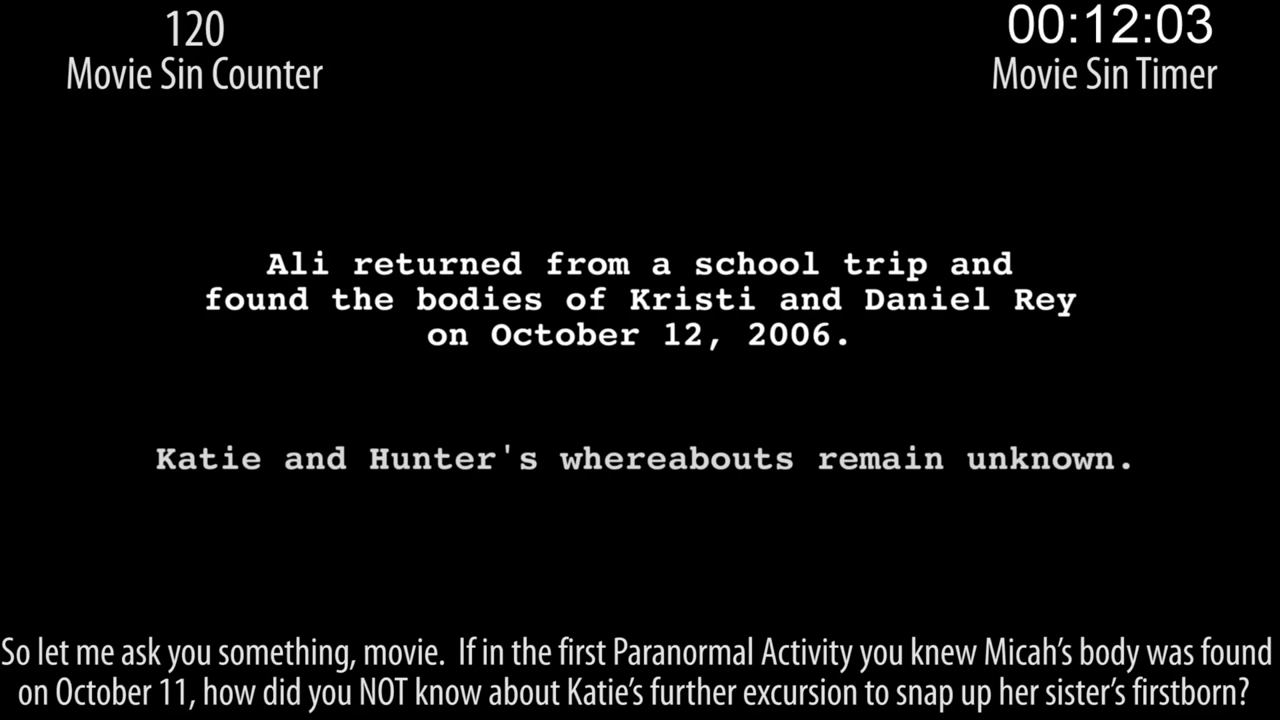 120
Movie Sin Counter
00:12:03
Movie Sin Timer
Ali returned from a school trip and
found the bodies of Kristi and Daniel Rey
on October 12, 2006.
Katie and Hunter's whereabouts remain unknown.
So let me ask you something, movie.  If in the first Paranormal Activity you knew Micah’s body was found
on October 11, how did you NOT know about Katie’s further excursion to snap up her sister’s firstborn?